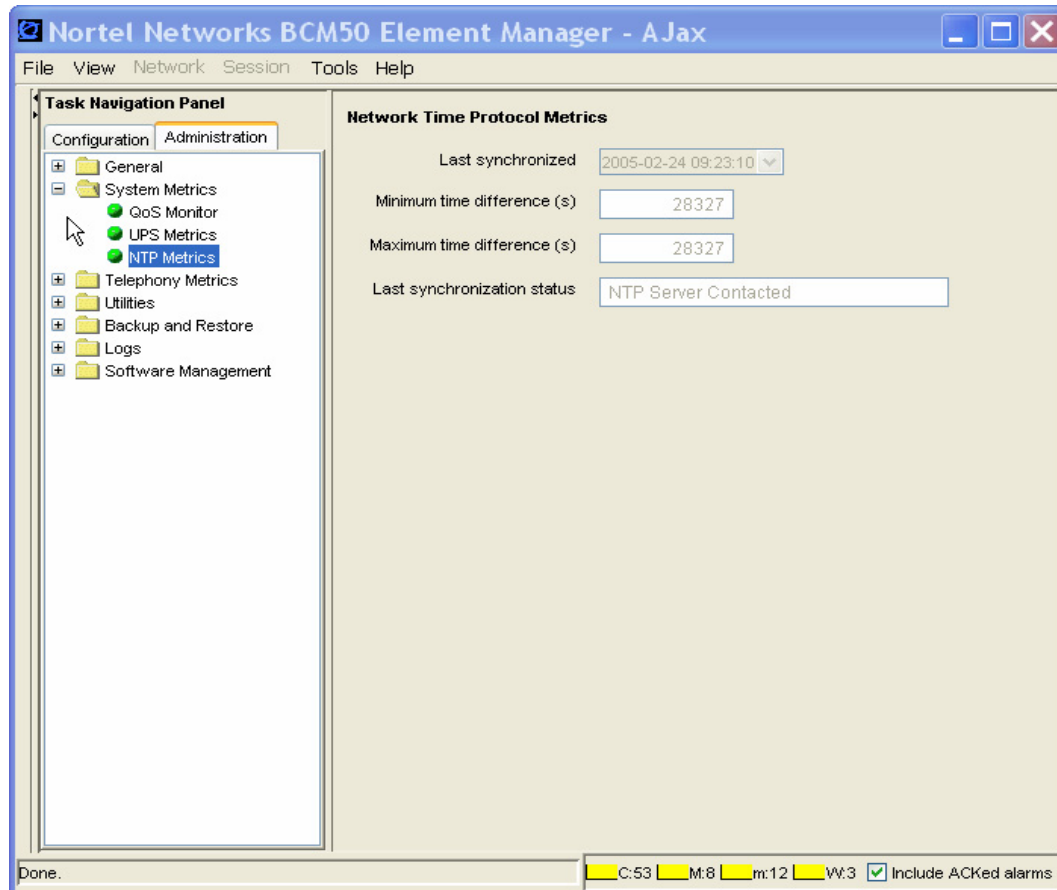 Nortel Networks BCM50 Element Manager - AJax
File View Network Session Tools Help
Task Navigation Panel
Configuration Administration
General
System Metrics
QoS Monitor
UPS Metrics
NTP Metrics
Telephony Metrics
Utilities
Backup and Restore
Logs
Software Management
Network Time Protocol Metrics
Last synchronized 2005-02-24 09:23:10
Minimum time difference (s) 28327
Maximum time difference (s) 28327
Last synchronization status NTP Server Contacted
Done.
C:53 M:8 m:12 W:3 Include ACKed alarms